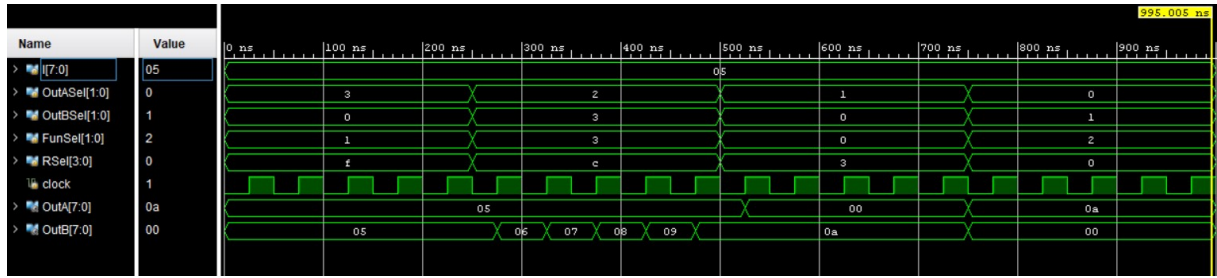 995.005 ns
Name Value 0 ns 100 ns 200 ns 300 ns 400 ns 500 ns 600 ns 700 ns 800 ns 900 ns
I[7:0] 05 05
OutASel[1:0] 0 3 2 1 0
OutBSel[1:0] 1 0 3 0 1
FunSel[1:0] 2 1 3 0 2
RSel[3:0] 0 f c 3 0
clock 1
OutA[7:0] 0a 05 00 0a
OutB[7:0] 00 05 06 07 08 09 0a 00